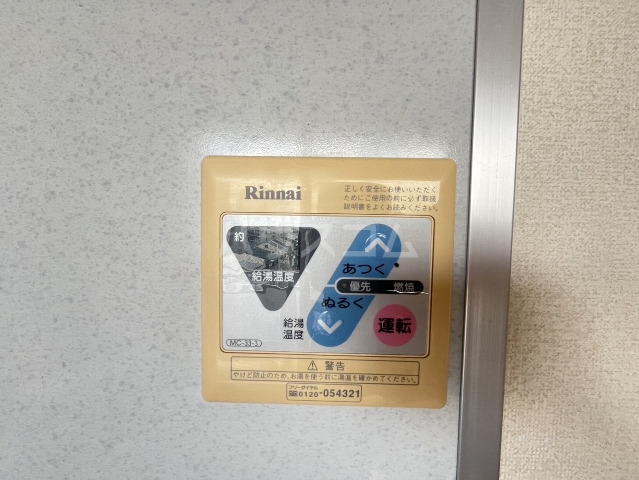 Rinnai
正しく安全にお使いいただく
ためにご使用の前に必ず取扱
説明書をよくお読みください。
約
給湯温度
あつく
優先 燃焼
ぬるく
給湯
温度
運転
MC-33-3
⚠ 警告
やけど防止のため、お湯を使う前に湯温を確かめてください。
フリーダイヤル
0120-054321